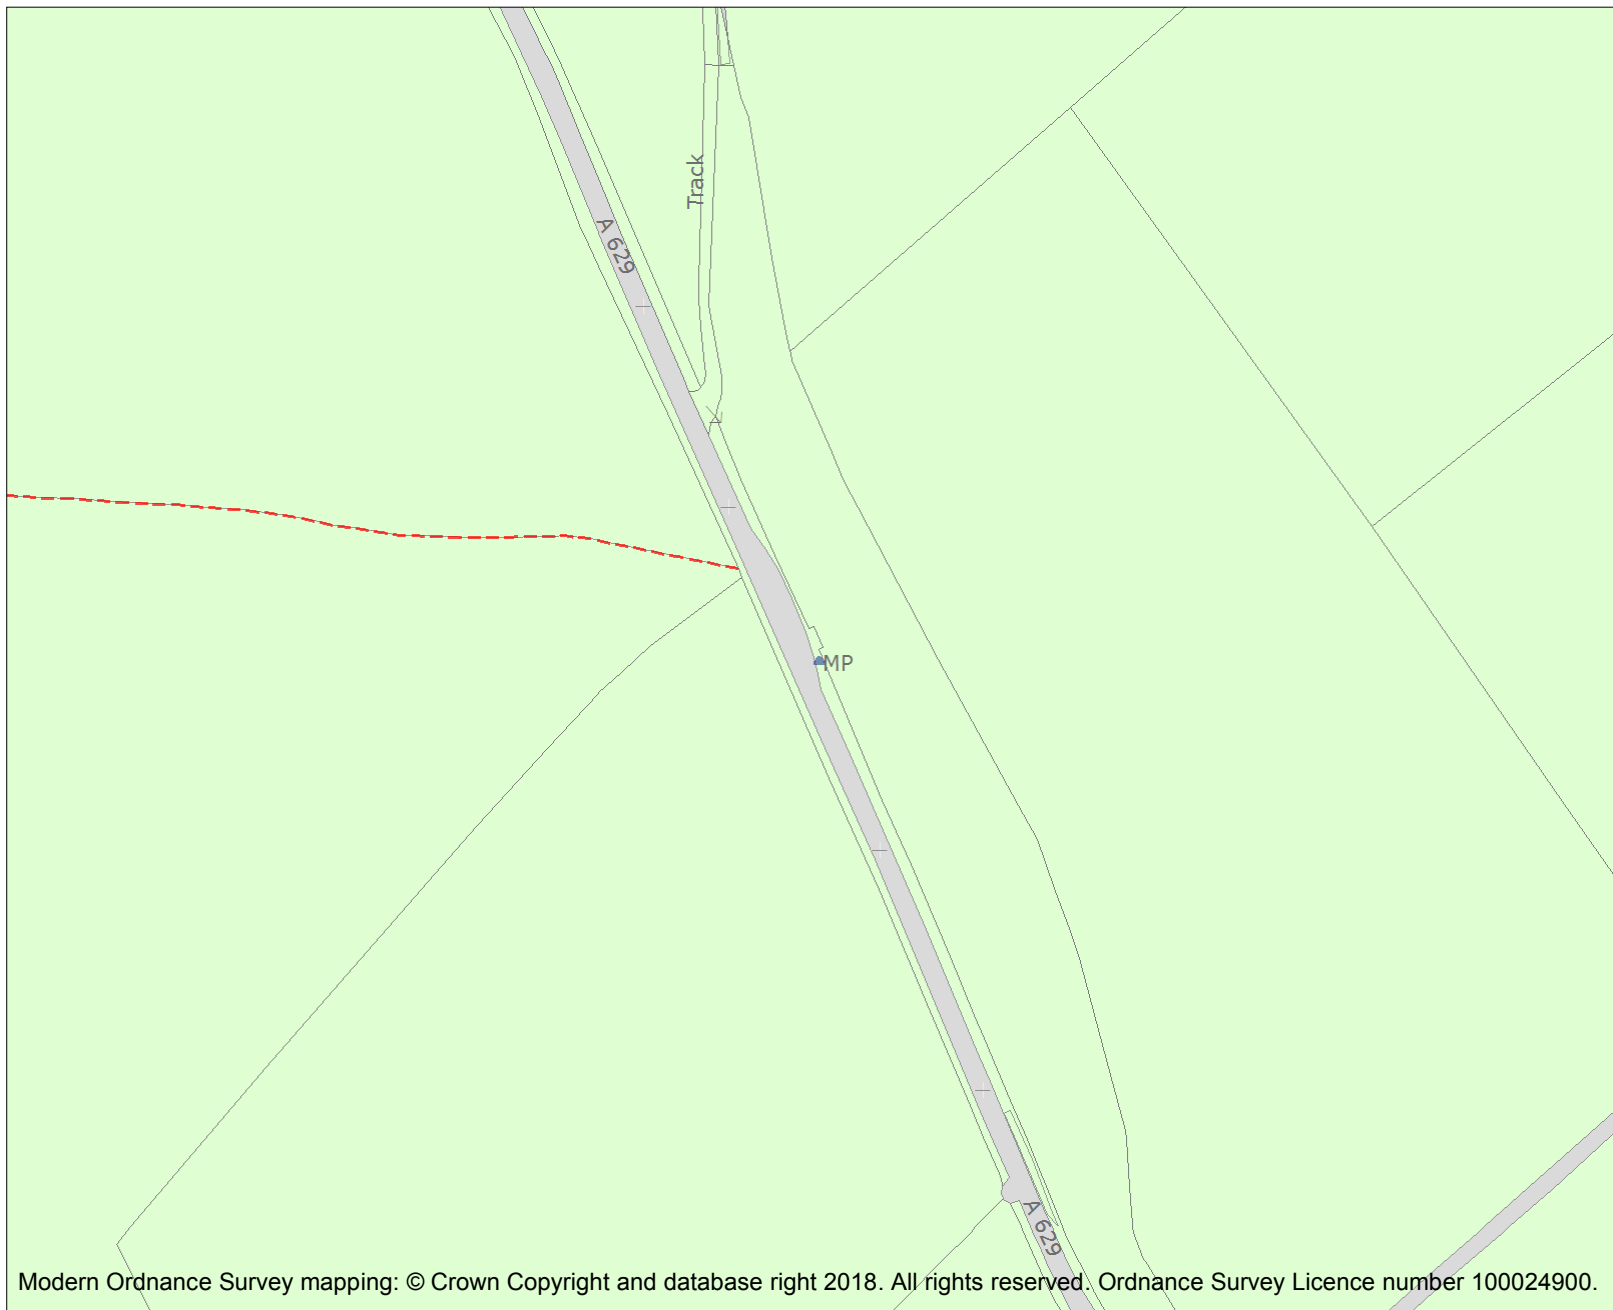 Track
A 629
MP
A 629
Modern Ordnance Survey mapping: © Crown Copyright and database right 2018. All rights reserved. Ordnance Survey Licence number 100024900.